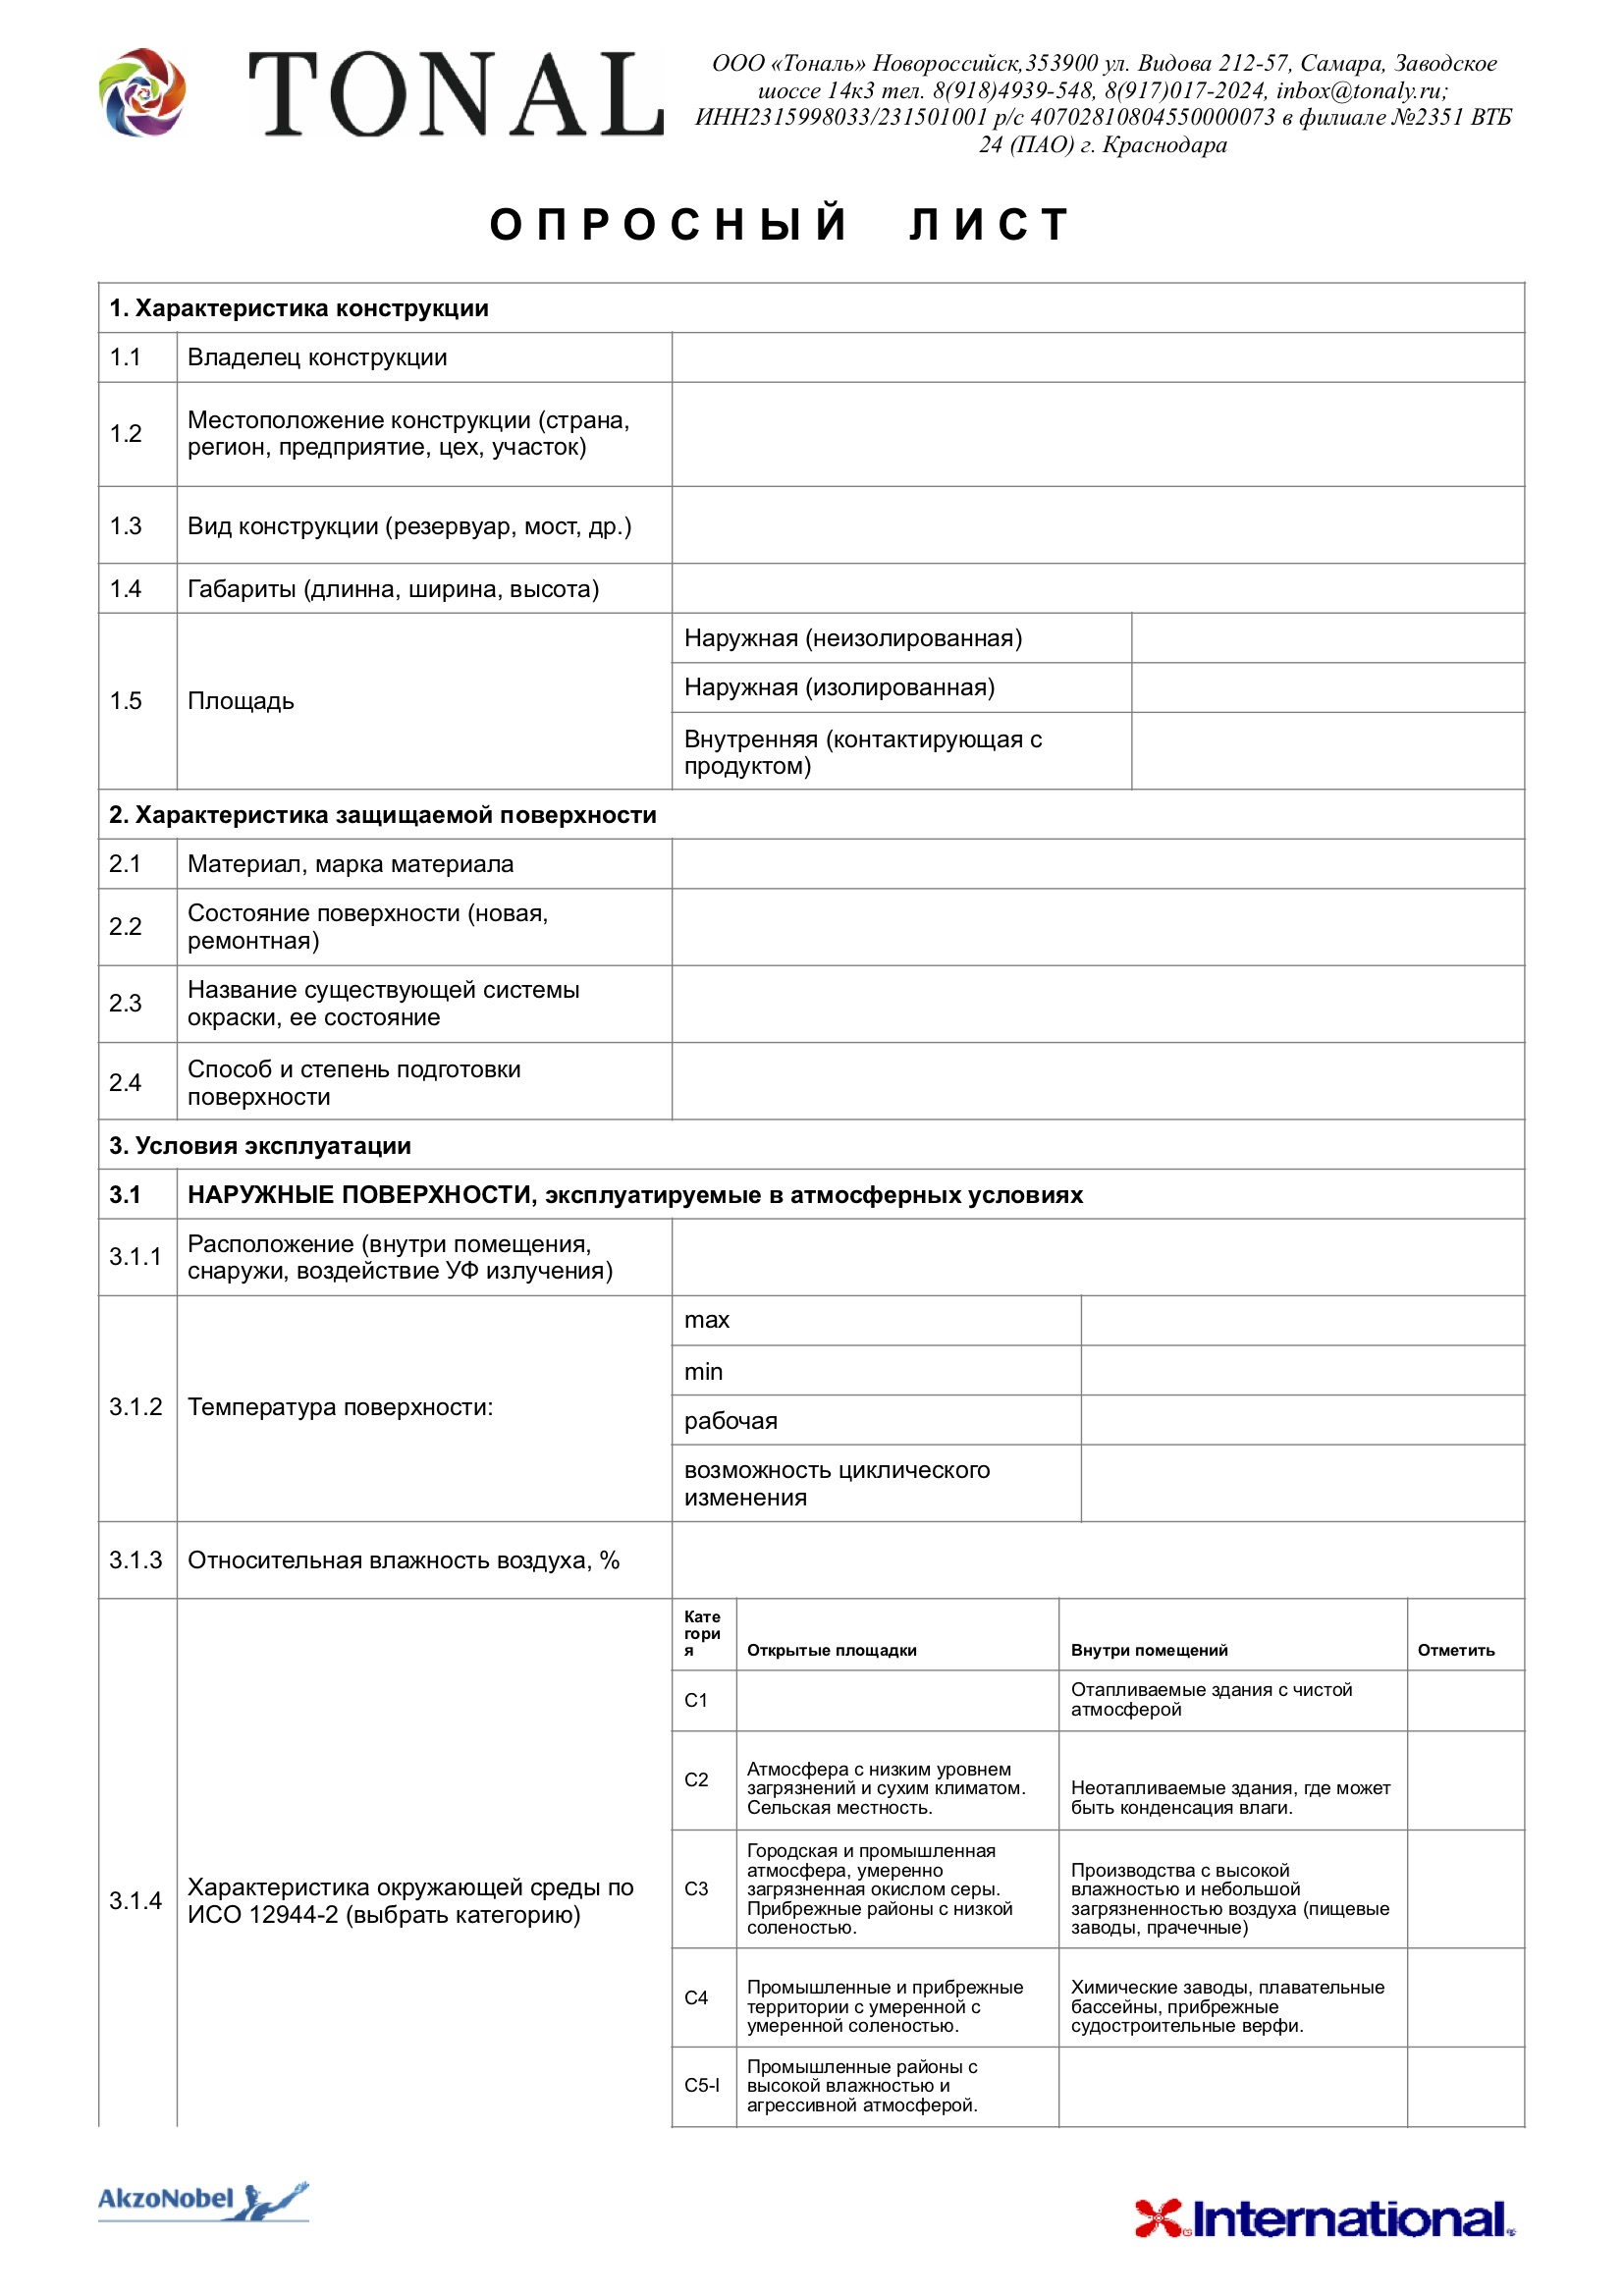 TONAL
ООО «Тональ» Новороссийск,353900 ул. Видова 212-57, Самара, Заводское
шоссе 14к3 тел. 8(918)4939-548, 8(917)017-2024, inbox@tonaly.ru;
ИНН2315998033/231501001 р/с 40702810804550000073 в филиале №2351 ВТБ
24 (ПАО) г. Краснодара
ОПРОСНЫЙ ЛИСТ
1. Характеристика конструкции
1.1 Владелец конструкции
1.2 Местоположение конструкции (страна,
регион, предприятие, цех, участок)
1.3 Вид конструкции (резервуар, мост, др.)
1.4 Габариты (длинна, ширина, высота)
1.5 Площадь
Наружная (неизолированная)
Наружная (изолированная)
Внутренняя (контактирующая с
продуктом)
2. Характеристика защищаемой поверхности
2.1 Материал, марка материала
2.2 Состояние поверхности (новая,
ремонтная)
2.3 Название существующей системы
окраски, ее состояние
2.4 Способ и степень подготовки
поверхности
3. Условия эксплуатации
3.1 НАРУЖНЫЕ ПОВЕРХНОСТИ, эксплуатируемые в атмосферных условиях
3.1.1 Расположение (внутри помещения,
снаружи, воздействие УФ излучения)
3.1.2 Температура поверхности:
max
min
рабочая
возможность циклического
изменения
3.1.3 Относительная влажность воздуха, %
3.1.4 Характеристика окружающей среды по
ИСО 12944-2 (выбрать категорию)
Кате
гори
я
Открытые площадки
Внутри помещений
Отметить
C1
Отапливаемые здания с чистой
атмосферой
C2
Атмосфера с низким уровнем
загрязнений и сухим климатом.
Сельская местность.
Неотапливаемые здания, где может
быть конденсация влаги.
C3
Городская и промышленная
атмосфера, умеренно
загрязненная окислом серы.
Прибрежные районы с низкой
соленостью.
Производства с высокой
влажностью и небольшой
загрязненностью воздуха (пищевые
заводы, прачечные)
C4
Промышленные и прибрежные
территории с умеренной с
умеренной соленостью.
Химические заводы, плавательные
бассейны, прибрежные
судостроительные верфи.
C5-I
Промышленные районы с
высокой влажностью и
агрессивной атмосферой.
AkzoNobel
International.